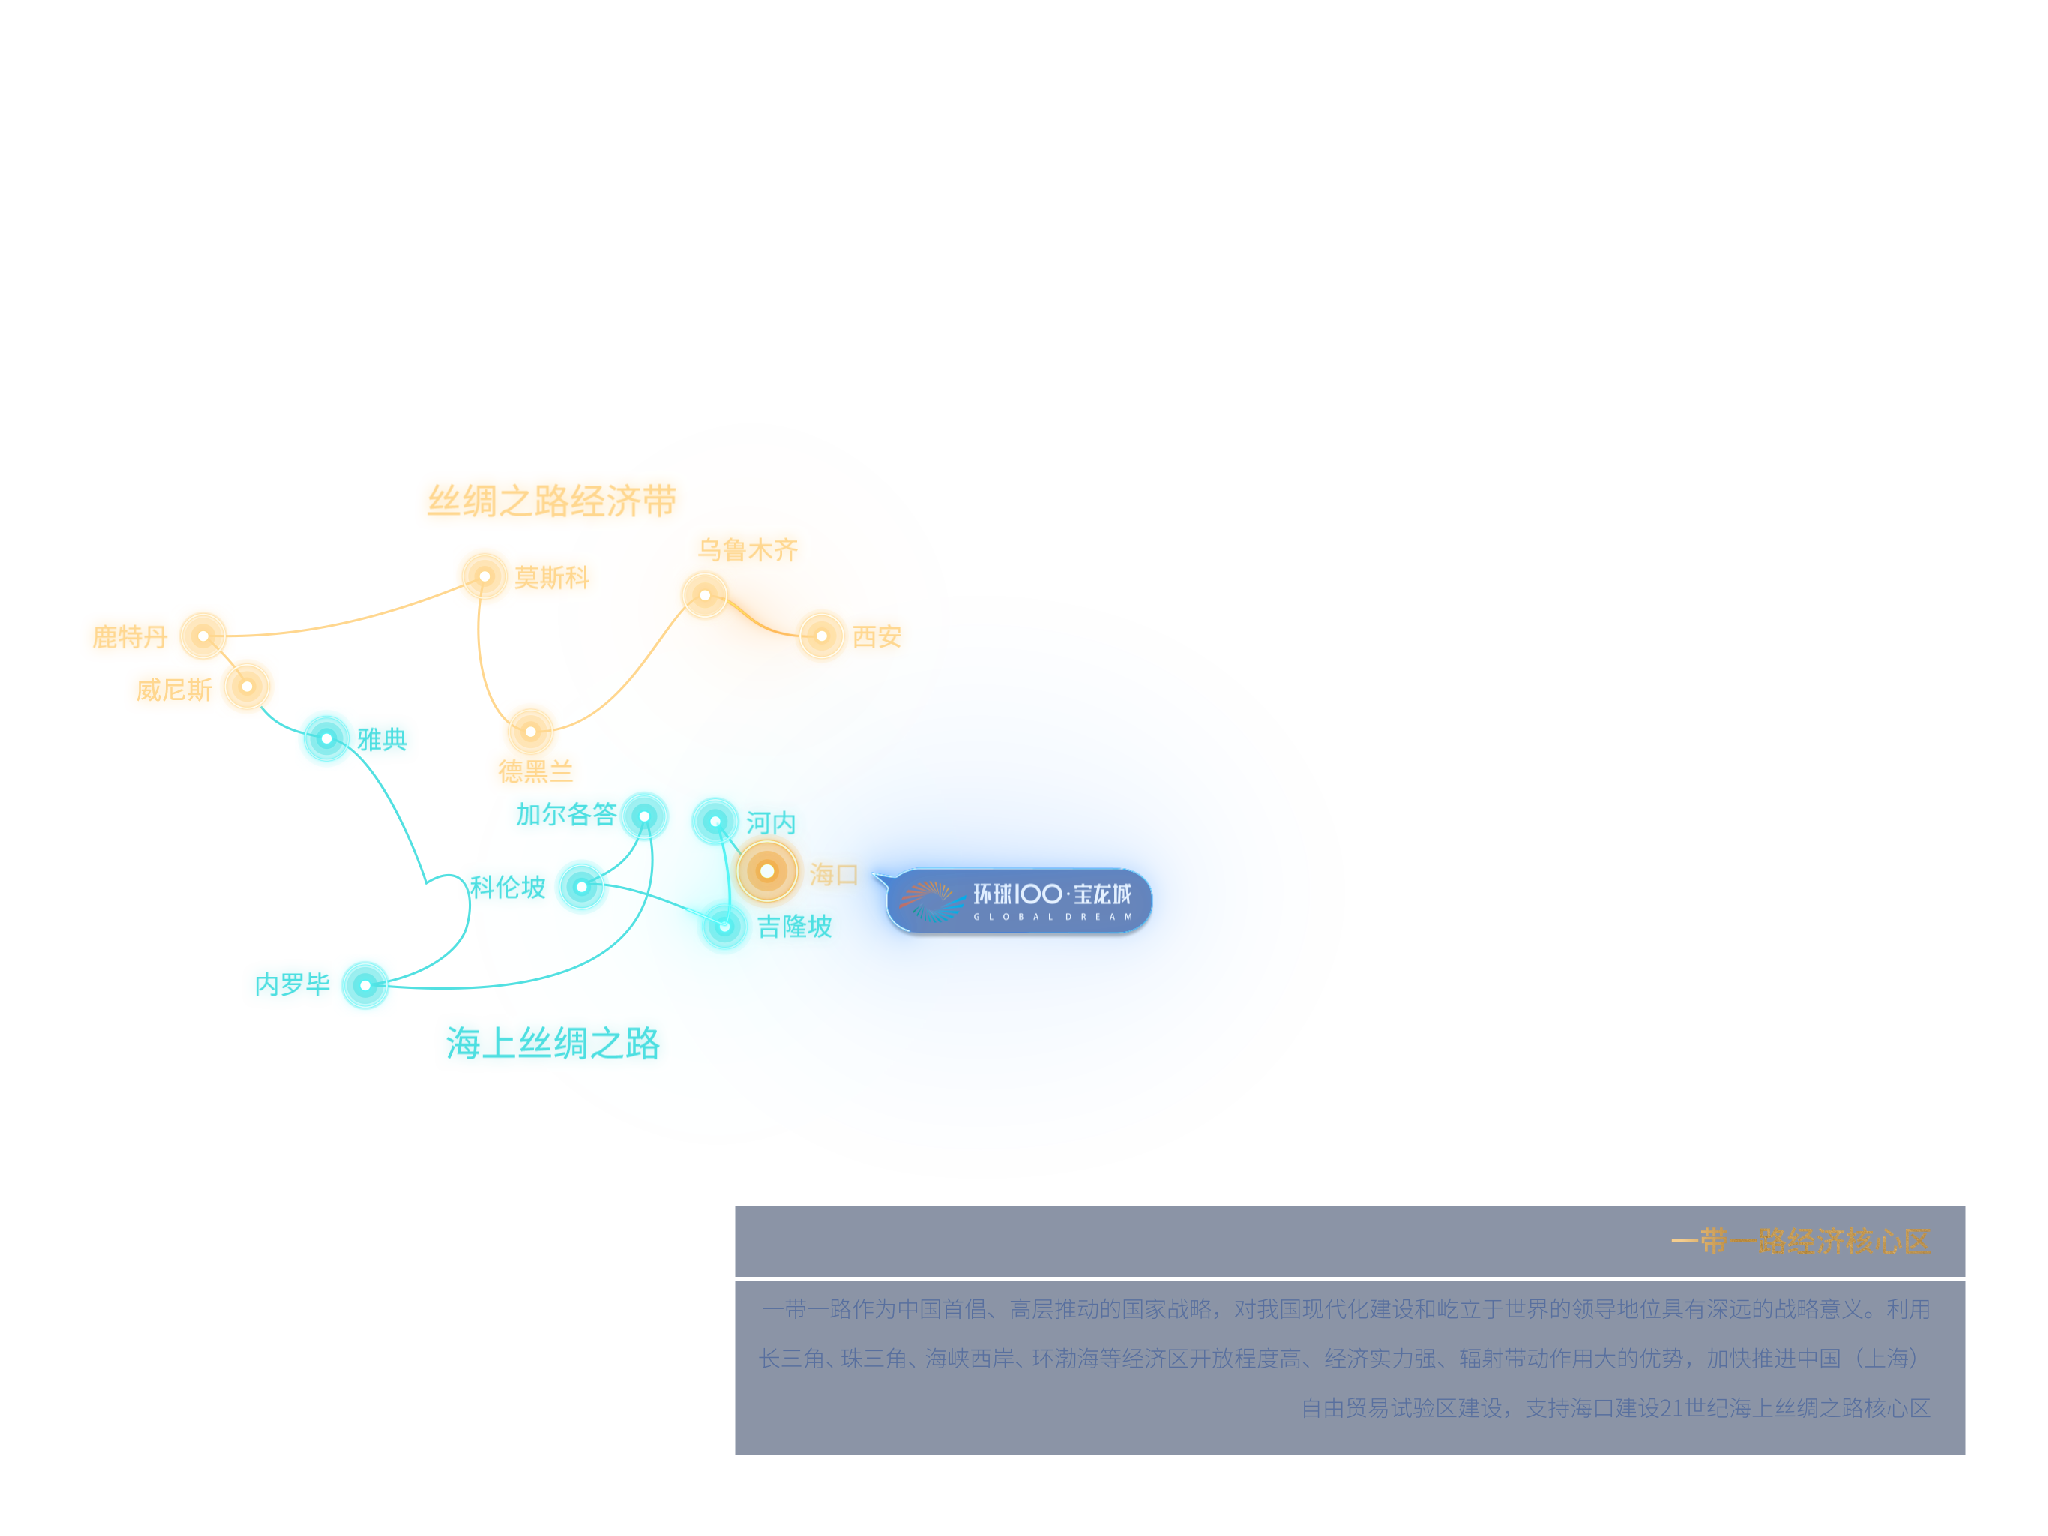 丝绸之路经济带
乌鲁木齐
莫斯科
鹿特丹
西安
威尼斯
雅典
德黑兰
加尔各答
河内
海口
科伦坡
环球100·宝龙城
GLOBAL DREAM
吉隆坡
内罗毕
海上丝绸之路
一带一路经济核心区
一带一路作为中国首倡、高层推动的国家战略，对我国现代化建设和屹立于世界的领导地位具有深远的战略意义。利用
长三角、珠三角、海峡西岸、环渤海等经济区开放程度高、经济实力强、辐射带动作用大的优势，加快推进中国（上海）
自由贸易试验区建设，支持海口建设21世纪海上丝绸之路核心区